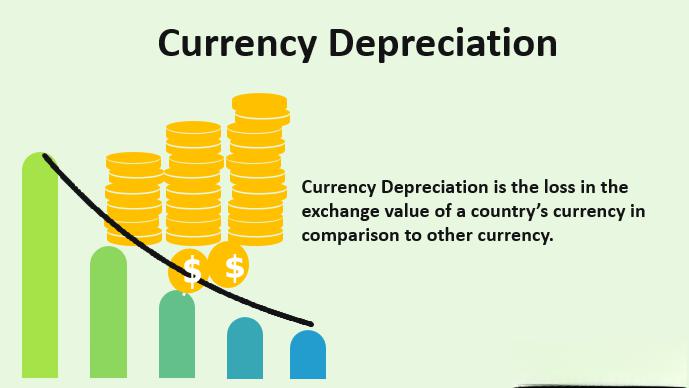 Currency Depreciation
Currency Depreciation is the loss in the
exchange value of a country’s currency in
comparison to other currency.
$ $